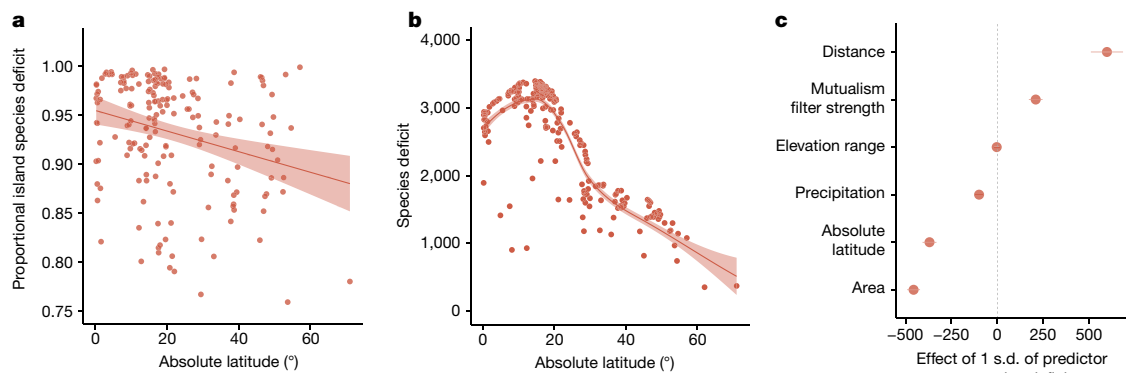 a
Proportional island species deficit
1.00
0.95
0.90
0.85
0.80
0.75
0
20
40
60
Absolute latitude (°)
b
Species deficit
4,000
3,000
2,000
1,000
0
0
20
40
60
Absolute latitude (°)
c
Distance
Mutualism
filter strength
Elevation range
Precipitation
Absolute
latitude
Area
−500
−250
0
250
500
Effect of 1 s.d. of predictor